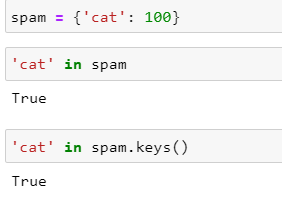 spam = {'cat': 100}
'cat' in spam
True
'cat' in spam.keys()
True